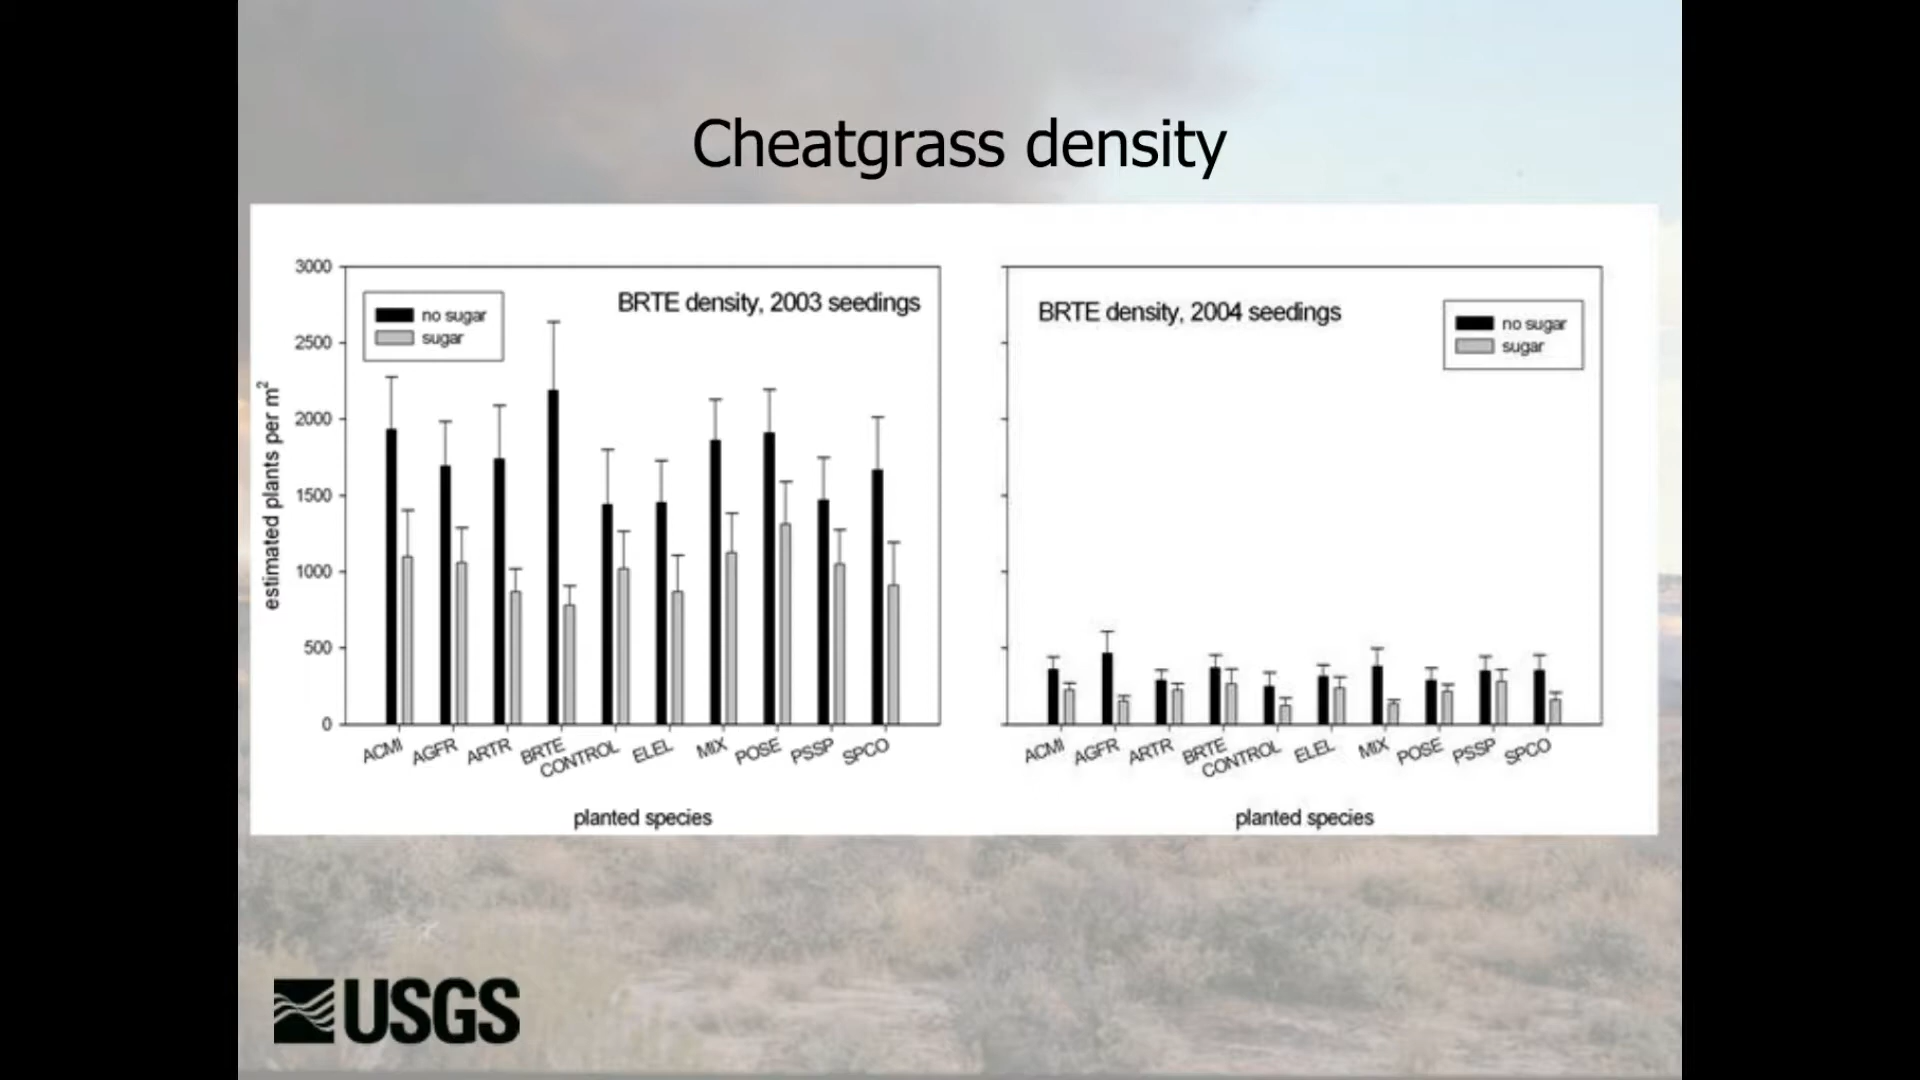 Cheatgrass density
estimated plants per m²
3000
2500
2000
1500
1000
500
0
no sugar
sugar
BRTE density, 2003 seedings
ACMI
AGFR
ARTR
BRTE
CONTROL
ELEL
MIX
POSE
PSSP
SPCO
planted species
BRTE density, 2004 seedings
no sugar
sugar
ACMI
AGFR
ARTR
BRTE
CONTROL
ELEL
MIX
POSE
PSSP
SPCO
planted species
USGS